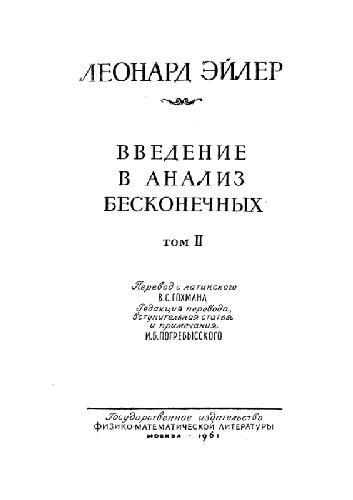 ЛЕОНАРД ЭЙЛЕР
ВВЕДЕНИЕ
В АНАЛИЗ
БЕСКОНЕЧНЫХ
ТОМ II
Перевод с латинского
В.С. ГОХМАНА
Редакция перевода,
вступительная статья
и примечания
И.Б. ПОГРЕБЫССКОГО
Государственное издательство
ФИЗИКО-МАТЕМАТИЧЕСКОЙ ЛИТЕРАТУРЫ
МОСКВА · 1961